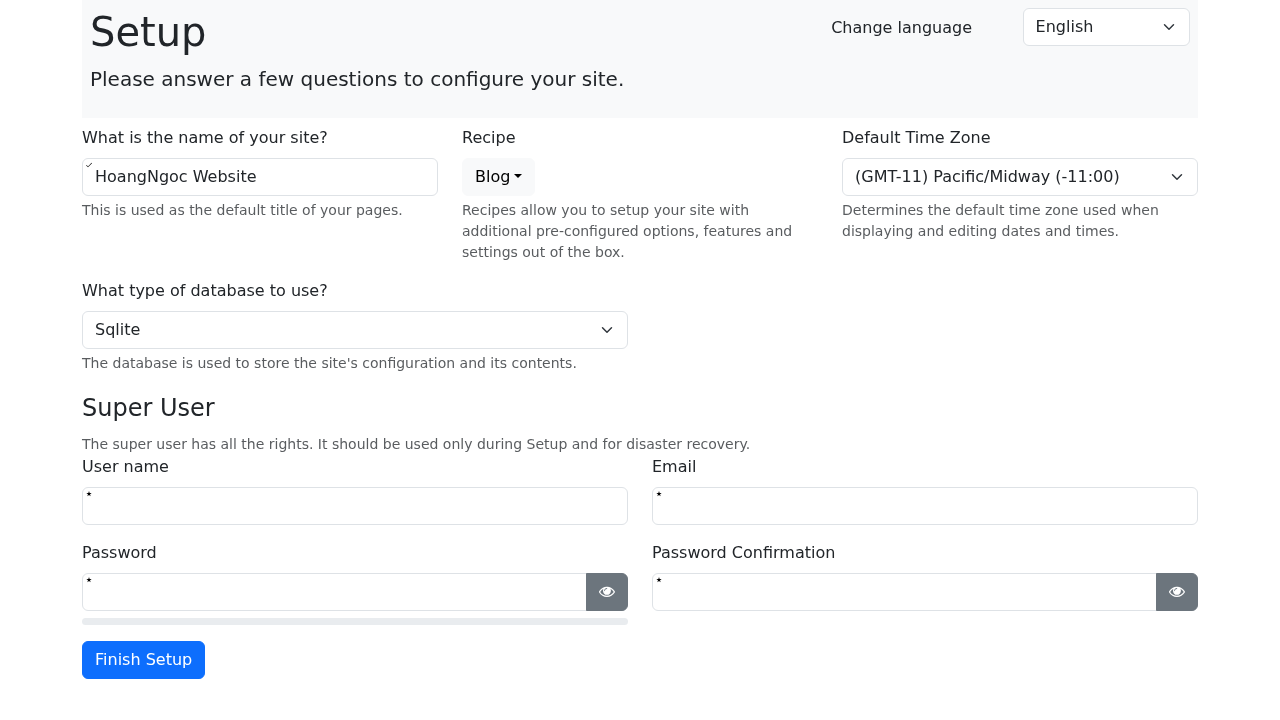 Setup
Change language
English
Please answer a few questions to configure your site.
What is the name of your site?
HoangNgoc Website
This is used as the default title of your pages.
Recipe
Blog
Recipes allow you to setup your site with
additional pre-configured options, features and
settings out of the box.
Default Time Zone
(GMT-11) Pacific/Midway (-11:00)
Determines the default time zone used when
displaying and editing dates and times.
What type of database to use?
Sqlite
The database is used to store the site's configuration and its contents.
Super User
The super user has all the rights. It should be used only during Setup and for disaster recovery.
User name
*
Email
*
Password
*
Password Confirmation
*
Finish Setup